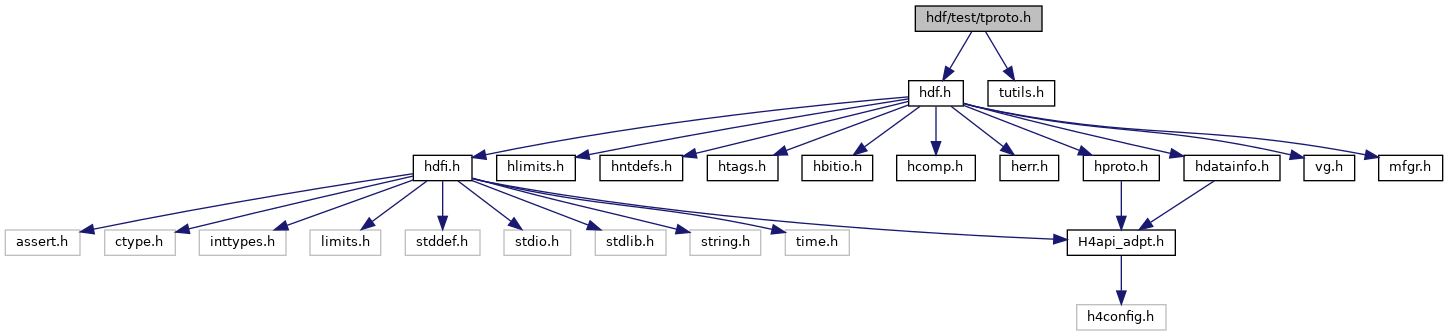 hdf/test/tproto.h
hdf.h
tutils.h
hdfi.h
hlimits.h
hntdefs.h
htags.h
hbitio.h
hcomp.h
herr.h
hproto.h
hdatainfo.h
vg.h
mfgr.h
assert.h
ctype.h
inttypes.h
limits.h
stddef.h
stdio.h
stdlib.h
string.h
time.h
H4api_adpt.h
h4config.h